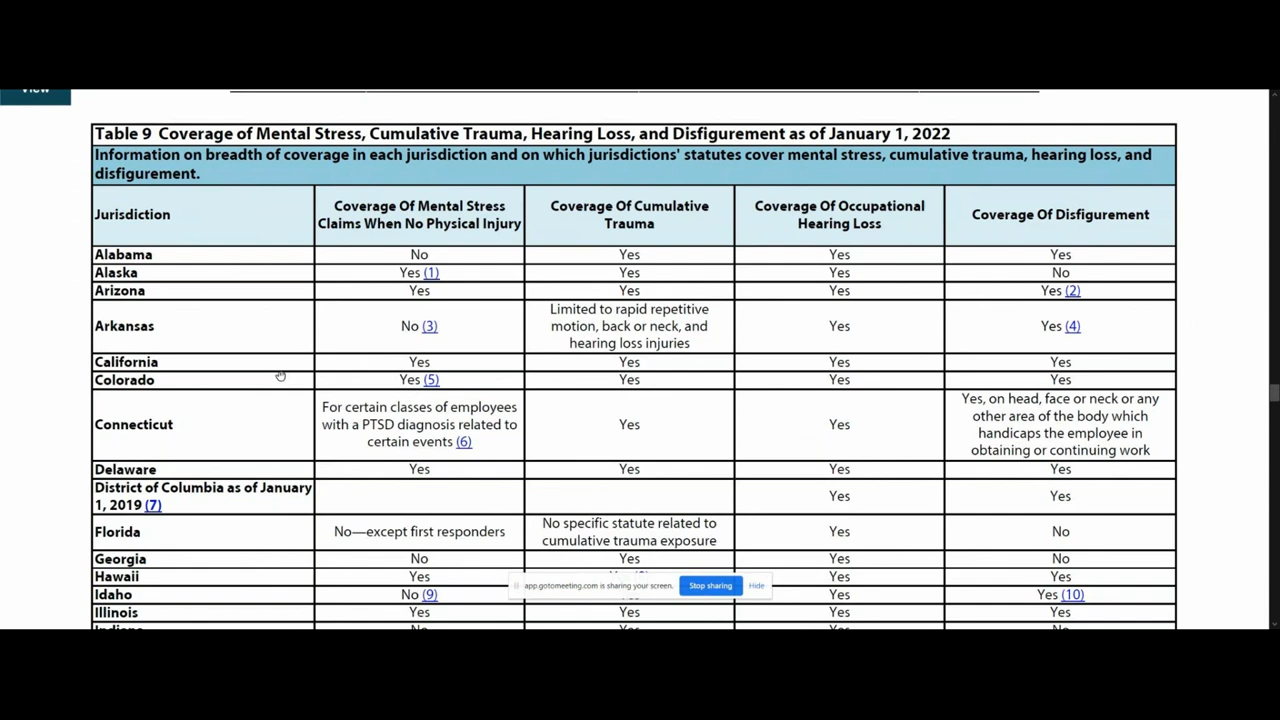 View
Table 9 Coverage of Mental Stress, Cumulative Trauma, Hearing Loss, and Disfigurement as of January 1, 2022
Information on breadth of coverage in each jurisdiction and on which jurisdictions' statutes cover mental stress, cumulative trauma, hearing loss, and
disfigurement.
Jurisdiction
Coverage Of Mental Stress
Claims When No Physical Injury
Coverage Of Cumulative
Trauma
Coverage Of Occupational
Hearing Loss
Coverage Of Disfigurement
Alabama No Yes Yes Yes
Alaska Yes (1) Yes Yes No
Arizona Yes Yes Yes Yes (2)
Arkansas No (3)
Limited to rapid repetitive
motion, back or neck, and
hearing loss injuries
Yes Yes (4)
California Yes Yes Yes Yes
Colorado Yes (5) Yes Yes Yes
Connecticut
For certain classes of employees
with a PTSD diagnosis related to
certain events (6)
Yes Yes
Yes, on head, face or neck or any
other area of the body which
handicaps the employee in
obtaining or continuing work
Delaware Yes Yes Yes Yes
District of Columbia as of January
1, 2019 (7)
Yes Yes
Florida No—except first responders
No specific statute related to
cumulative trauma exposure
Yes No
Georgia No Yes Yes No
Hawaii Yes Yes Yes
Idaho No (9) Yes Yes (10)
app.gotomeeting.com is sharing your screen. Stop sharing Hide
Illinois Yes Yes Yes Yes
Indiana No Yes Yes No